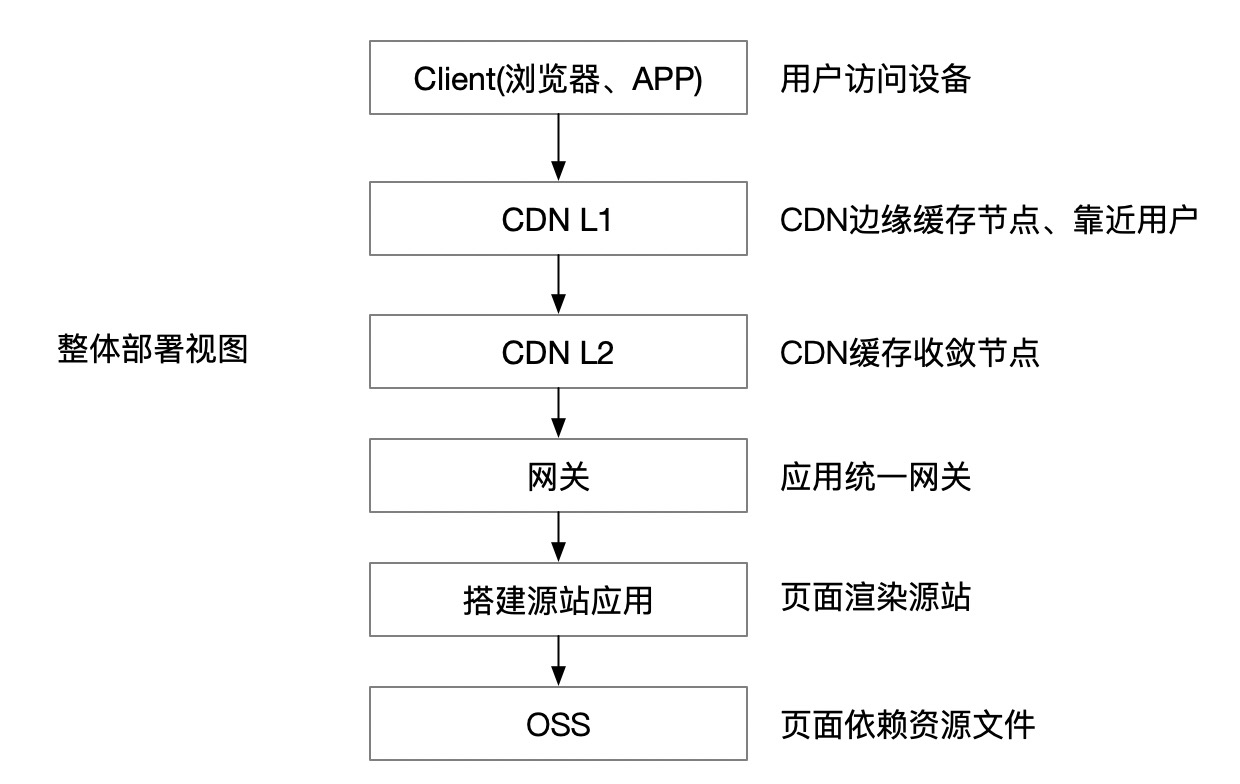 Client(浏览器、APP)
用户访问设备
CDN L1
CDN边缘缓存节点、靠近用户
整体部署视图
CDN L2
CDN缓存收敛节点
网关
应用统一网关
搭建源站应用
页面渲染源站
OSS
页面依赖资源文件